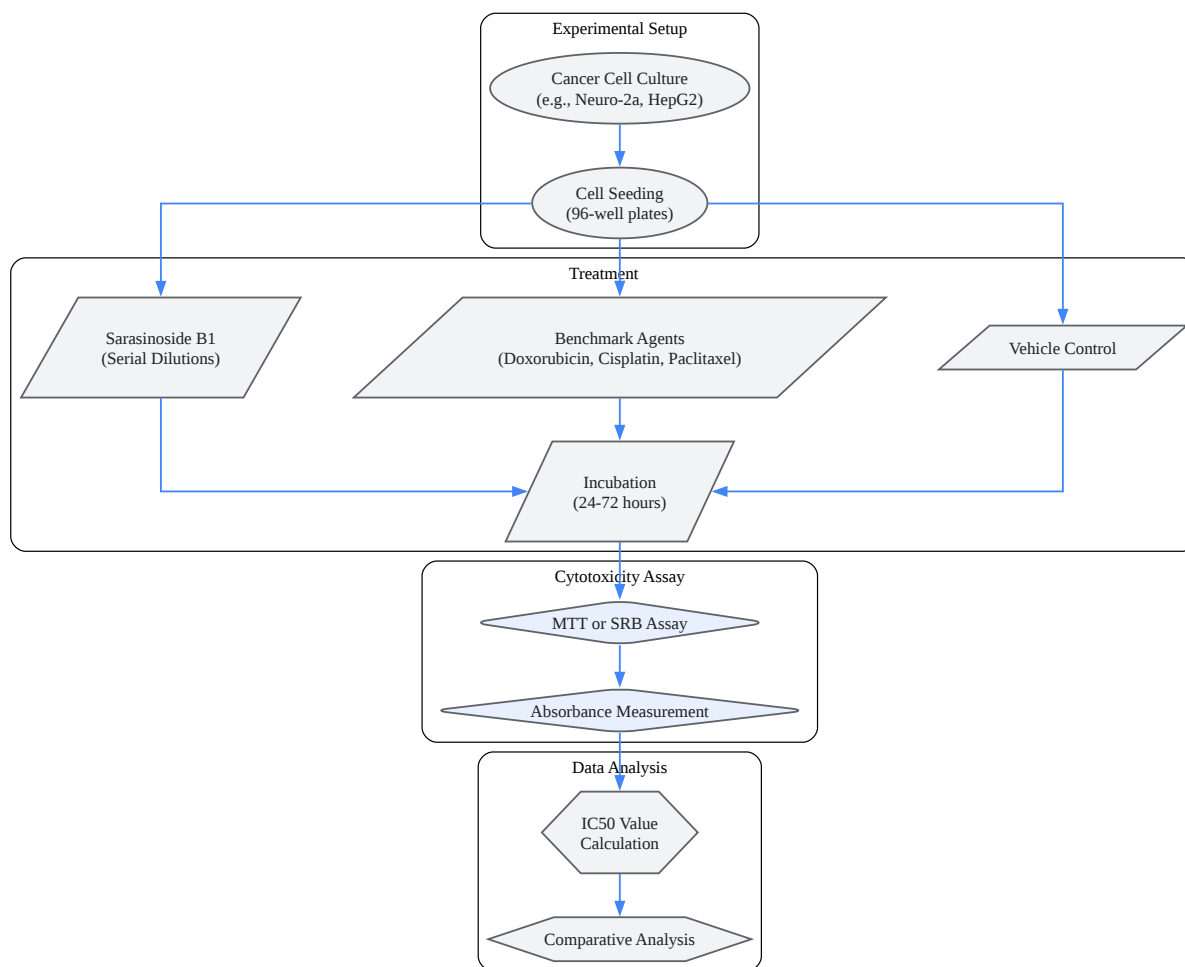 Experimental Setup
Cancer Cell Culture
(e.g., Neuro-2a, HepG2)
Cell Seeding
(96-well plates)
Treatment
Sarasinoside B1
(Serial Dilutions)
Benchmark Agents
(Doxorubicin, Cisplatin, Paclitaxel)
Vehicle Control
Incubation
(24-72 hours)
Cytotoxicity Assay
MTT or SRB Assay
Absorbance Measurement
Data Analysis
IC50 Value
Calculation
Comparative Analysis